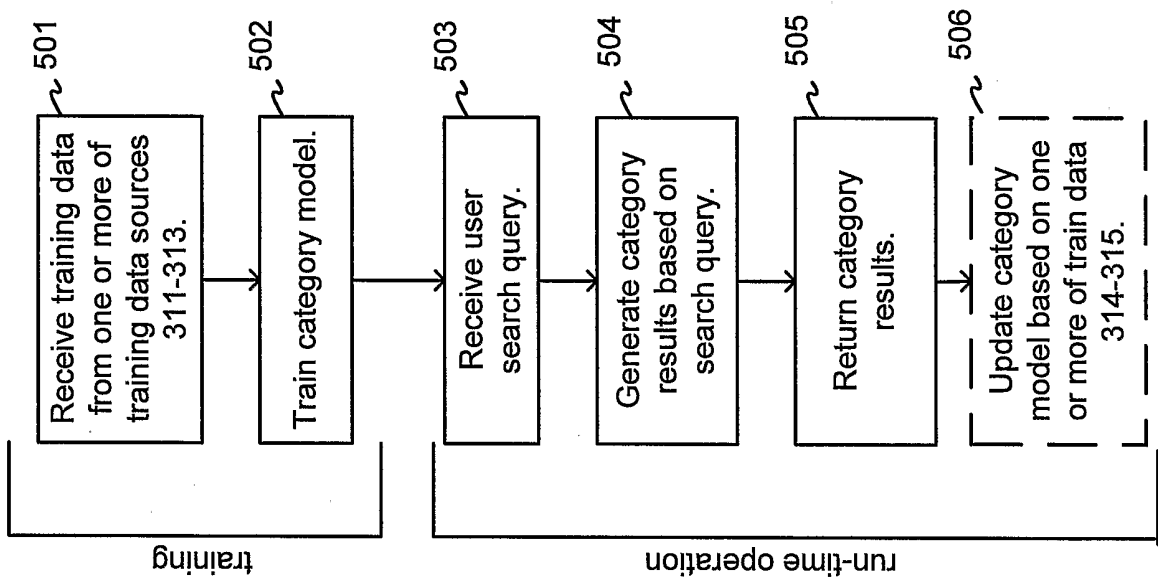 training
Receive training data
from one or more of
training data sources
311-313.
501
Train category model.
502
run-time operation
Receive user
search query.
503
Generate category
results based on
search query.
504
Return category
results.
505
Update category
model based on one
or more of train data
314-315.
506